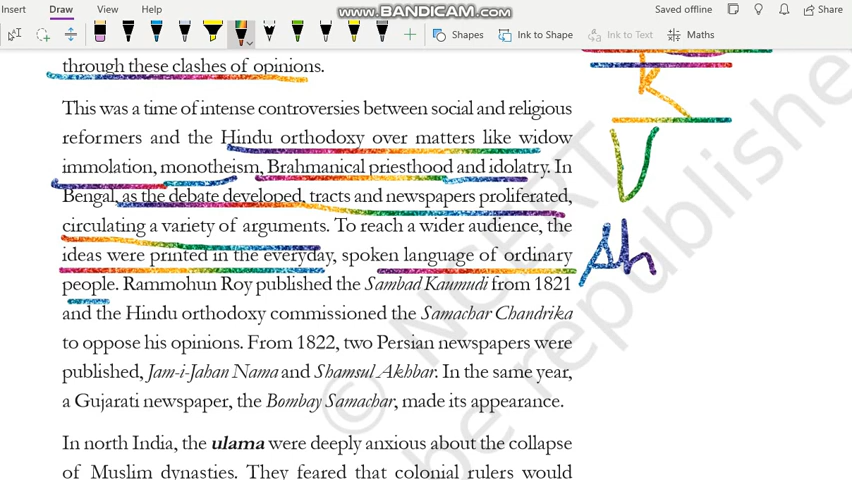 WWW.BANDICAM.COM
Insert Draw View Help Saved offline Share
Shapes Ink to Shape Ink to Text Maths
through these clashes of opinions.
This was a time of intense controversies between social and religious
reformers and the Hindu orthodoxy over matters like widow
immolation, monotheism, Brahmanical priesthood and idolatry. In
Bengal, as the debate developed, tracts and newspapers proliferated,
circulating a variety of arguments. To reach a wider audience, the
ideas were printed in the everyday, spoken language of ordinary
people. Rammohun Roy published the Sambad Kaumudi from 1821
and the Hindu orthodoxy commissioned the Samachar Chandrika
to oppose his opinions. From 1822, two Persian newspapers were
published, Jam-i-Jahan Nama and Shamsul Akhbar. In the same year,
a Gujarati newspaper, the Bombay Samachar, made its appearance.
In north India, the ulama were deeply anxious about the collapse
of Muslim dynasties. They feared that colonial rulers would
K
V
Sh
© NCERT
be republishe